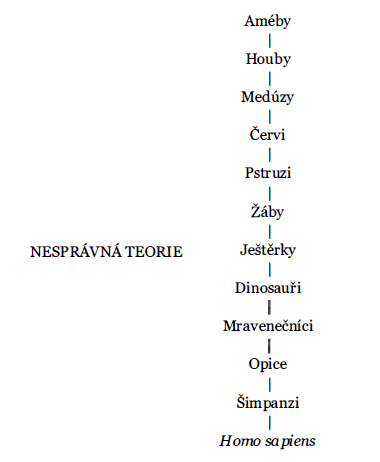 Améby
Houby
Medúzy
Červi
Pstruzi
Žáby
NESPRÁVNÁ TEORIE
Ještěrky
Dinosauři
Mravenečníci
Opice
Šimpanzi
Homo sapiens